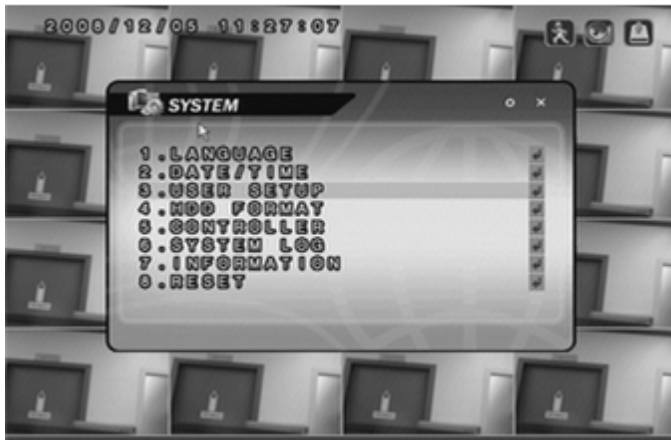 2008/12/05 11:27:07
SYSTEM
1.LANGUAGE
2.DATE/TIME
3.USER SETUP
4.HDD FORMAT
5.CONTROLLER
6.SYSTEM LOG
7.INFORMATION
8.RESET